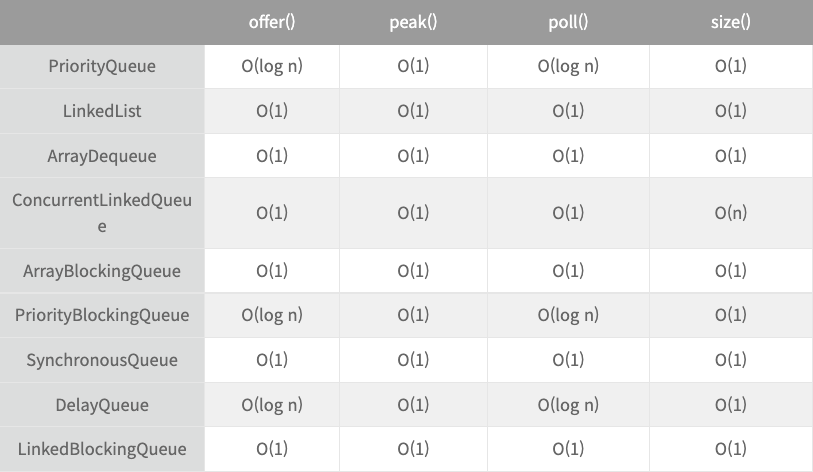 offer() peak() poll() size()
PriorityQueue O(log n) O(1) O(log n) O(1)
LinkedList O(1) O(1) O(1) O(1)
ArrayDequeue O(1) O(1) O(1) O(1)
ConcurrentLinkedQueu
e O(1) O(1) O(1) O(n)
ArrayBlockingQueue O(1) O(1) O(1) O(1)
PriorityBlockingQueue O(log n) O(1) O(log n) O(1)
SynchronousQueue O(1) O(1) O(1) O(1)
DelayQueue O(log n) O(1) O(log n) O(1)
LinkedBlockingQueue O(1) O(1) O(1) O(1)